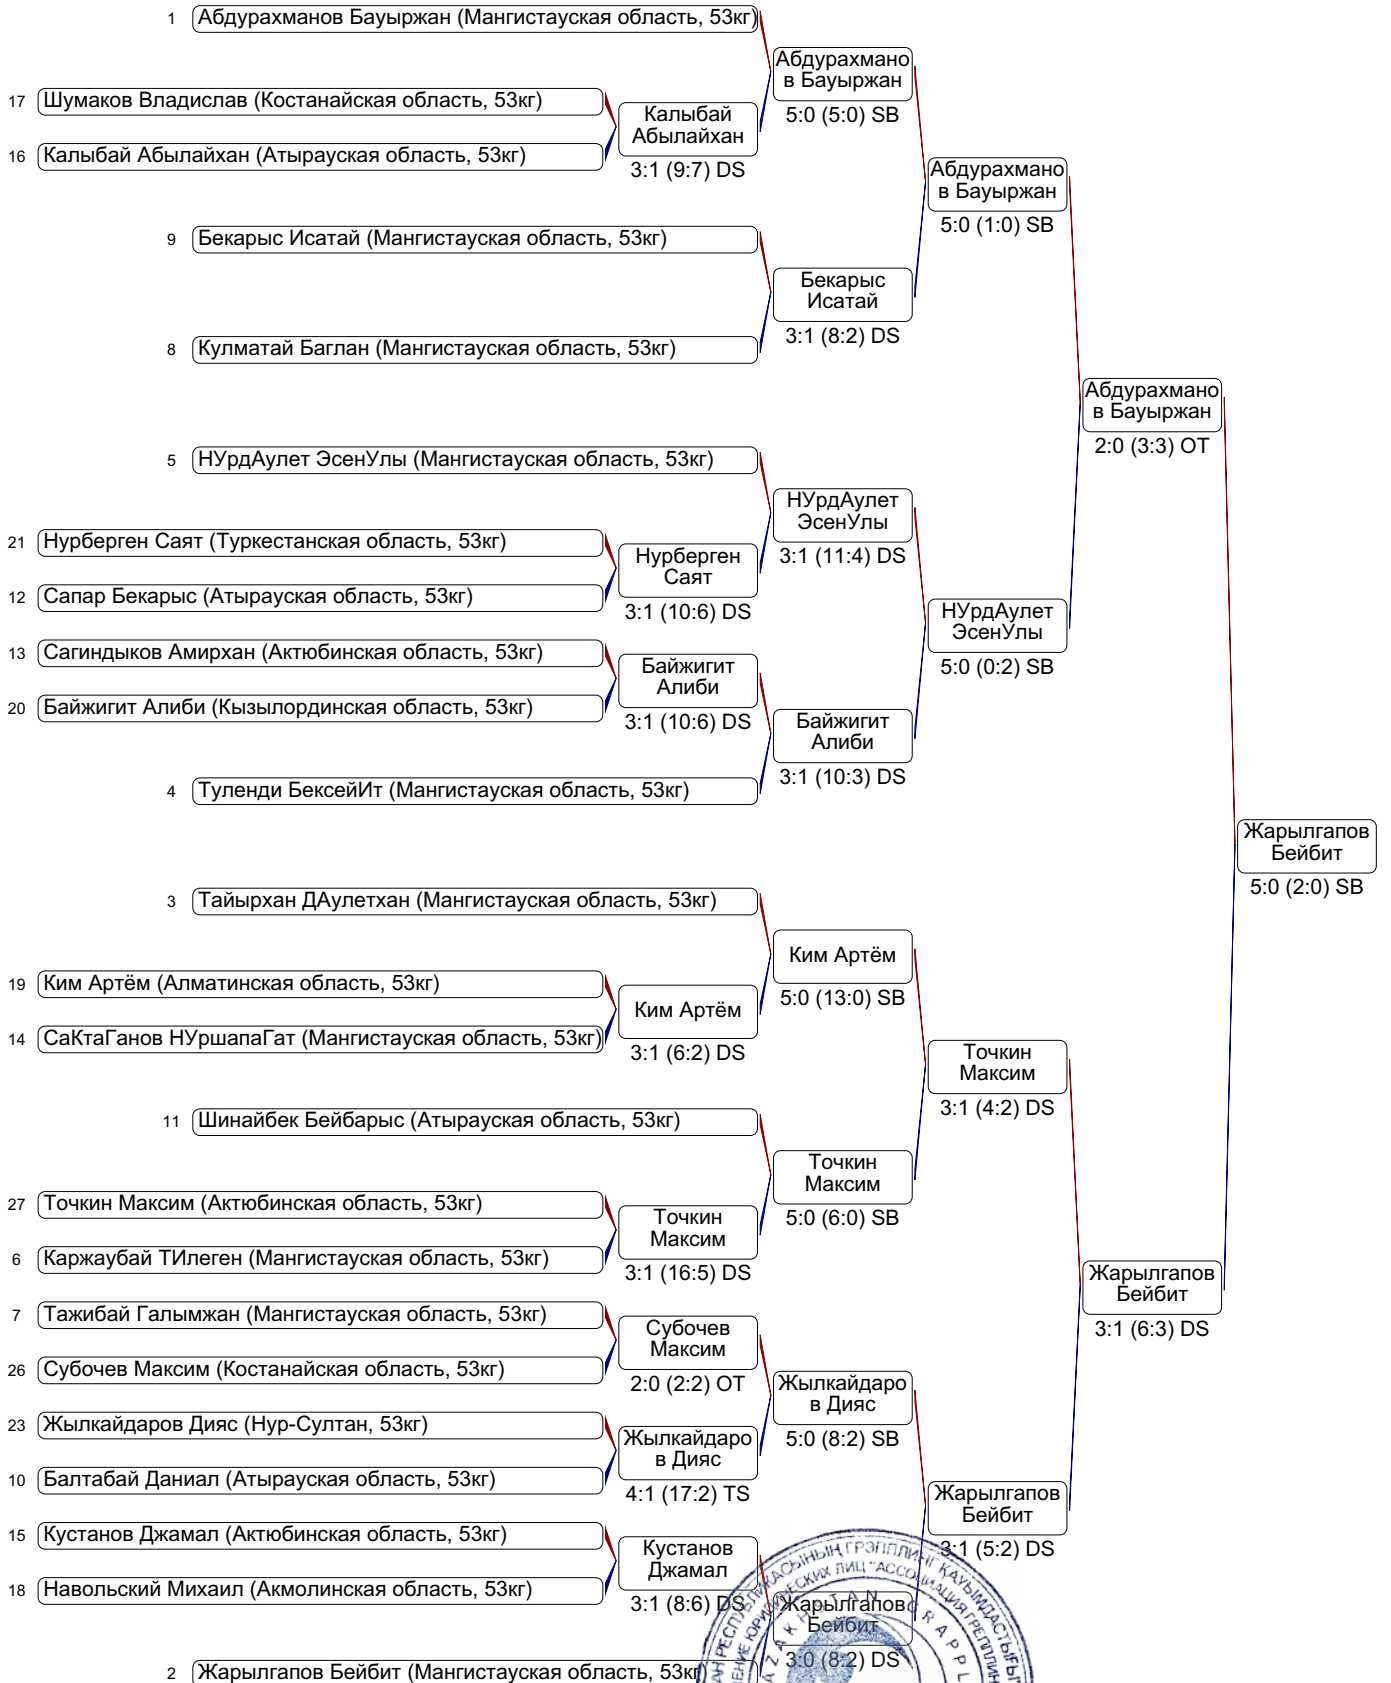 1 Абдурахманов Бауыржан (Мангистауская область, 53кг)
Абдурахмано
в Бауыржан
5:0 (5:0) SB
17 Шумаков Владислав (Костанайская область, 53кг)
Калыбай
Абылайхан
3:1 (9:7) DS
16 Калыбай Абылайхан (Атырауская область, 53кг)
Абдурахмано
в Бауыржан
5:0 (1:0) SB
9 Бекарыс Исатай (Мангистауская область, 53кг)
Бекарыс
Исатай
3:1 (8:2) DS
8 Кулматай Баглан (Мангистауская область, 53кг)
Абдурахмано
в Бауыржан
2:0 (3:3) OT
5 НУрдАулет ЭсенУлы (Мангистауская область, 53кг)
НУрдАулет
ЭсенУлы
3:1 (11:4) DS
21 Нурберген Саят (Туркестанская область, 53кг)
Нурберген
Саят
3:1 (10:6) DS
12 Сапар Бекарыс (Атырауская область, 53кг)
НУрдАулет
ЭсенУлы
5:0 (0:2) SB
13 Сагиндыков Амирхан (Актюбинская область, 53кг)
Байжигит
Алиби
3:1 (10:6) DS
20 Байжигит Алиби (Кызылординская область, 53кг)
Байжигит
Алиби
3:1 (10:3) DS
4 Туленди БексейИт (Мангистауская область, 53кг)
Жарылгапов
Бейбит
5:0 (2:0) SB
3 Тайырхан ДАулетхан (Мангистауская область, 53кг)
Ким Артём
5:0 (13:0) SB
19 Ким Артём (Алматинская область, 53кг)
Ким Артём
3:1 (6:2) DS
14 СаКтаГанов НУршапаГат (Мангистауская область, 53кг)
Точкин
Максим
3:1 (4:2) DS
11 Шинайбек Бейбарыс (Атырауская область, 53кг)
Точкин
Максим
5:0 (6:0) SB
27 Точкин Максим (Актюбинская область, 53кг)
Точкин
Максим
3:1 (16:5) DS
6 Каржаубай ТИлеген (Мангистауская область, 53кг)
Жарылгапов
Бейбит
3:1 (6:3) DS
7 Тажибай Галымжан (Мангистауская область, 53кг)
Субочев
Максим
2:0 (2:2) OT
26 Субочев Максим (Костанайская область, 53кг)
Жылкайдаро
в Дияс
5:0 (8:2) SB
23 Жылкайдаров Дияс (Нур-Султан, 53кг)
Жылкайдаро
в Дияс
4:1 (17:2) TS
10 Балтабай Даниал (Атырауская область, 53кг)
Жарылгапов
Бейбит
3:1 (5:2) DS
15 Кустанов Джамал (Актюбинская область, 53кг)
Кустанов
Джамал
3:1 (8:6) DS
18 Навольский Михаил (Акмолинская область, 53кг)
Жарылгапов
Бейбит
3:0 (8:2) DS
2 Жарылгапов Бейбит (Мангистауская область, 53кг)